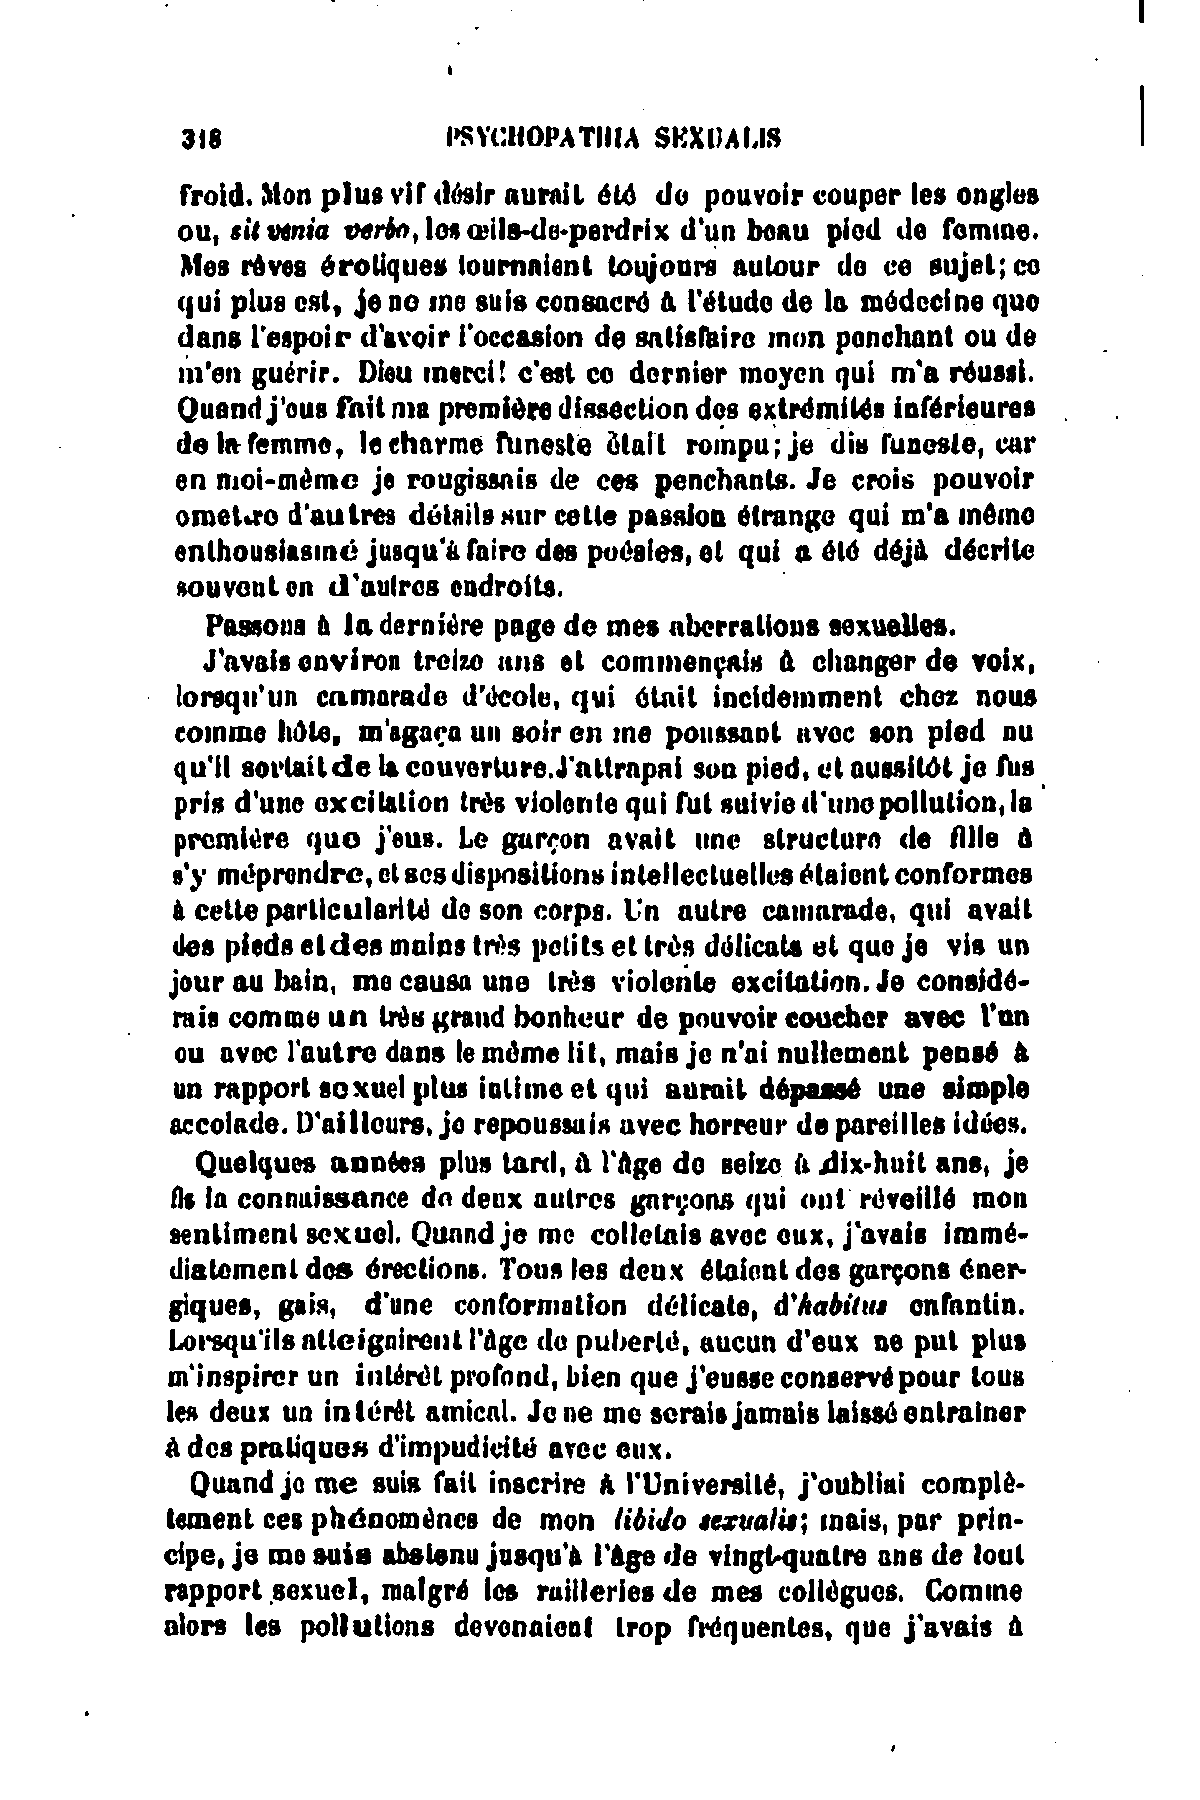 318 PSYCHOPATHIA SEXUALIS
froid. Mon plus vif désir aurait été de pouvoir couper les ongles
ou, sit venia verbo, les œils-de-perdrix d'un beau pied de femme.
Mes rêves érotiques tournaient toujours autour de ce sujet; ce
qui plus est, je ne me suis consacré à l'étude de la médecine que
dans l'espoir d'avoir l'occasion de satisfaire mon penchant ou de
m'en guérir. Dieu merci! c'est ce dernier moyen qui m'a réussi.
Quand j'eus fait ma première dissection des extrémités inférieures
de la femme, le charme funeste était rompu; je dis funeste, car
en moi-même je rougissais de ces penchants. Je crois pouvoir
omettre d'autres détails sur cette passion étrange qui m'a même
enthousiasmé jusqu'à faire des poésies, et qui a été déjà décrite
souvent en d'autres endroits.
Passons à la dernière page de mes aberrations sexuelles.
J'avais environ treize ans et commençais à changer de voix,
lorsqu'un camarade d'école, qui était incidemment chez nous
comme hôte, m'agaça un soir en me poussant avec son pied nu
qu'il sortait de la couverture. J'attrapai son pied, et aussitôt je fus
pris d'une excitation très violente qui fut suivie d'une pollution, la
première que j'eus. Le garçon avait une structure de fille à
s'y méprendre, et ses dispositions intellectuelles étaient conformes
à cette particularité de son corps. Un autre camarade, qui avait
des pieds et des mains très petits et très délicats et que je vis un
jour au bain, me causa une très violente excitation. Je considé-
rais comme un très grand bonheur de pouvoir coucher avec l'un
ou avec l'autre dans le même lit, mais je n'ai nullement pensé à
un rapport sexuel plus intime et qui aurait dépassé une simple
accolade. D'ailleurs, je repoussais avec horreur de pareilles idées.
Quelques années plus tard, à l'âge de seize à dix-huit ans, je
fis la connaissance de deux autres garçons qui ont réveillé mon
sentiment sexuel. Quand je me colletais avec eux, j'avais immé-
diatement des érections. Tous les deux étaient des garçons éner-
giques, gais, d'une conformation délicate, d'habitus enfantin.
Lorsqu'ils atteignirent l'âge de puberté, aucun d'eux ne put plus
m'inspirer un intérêt profond, bien que j'eusse conservé pour tous
les deux un intérêt amical. Je ne me serais jamais laissé entraîner
à des pratiques d'impudicité avec eux.
Quand je me suis fait inscrire à l'Université, j'oubliai complè-
tement ces phénomènes de mon libido sexualis; mais, par prin-
cipe, je me suis abstenu jusqu'à l'âge de vingt-quatre ans de tout
rapport sexuel, malgré les railleries de mes collègues. Comme
alors les pollutions devenaient trop fréquentes, que j'avais à